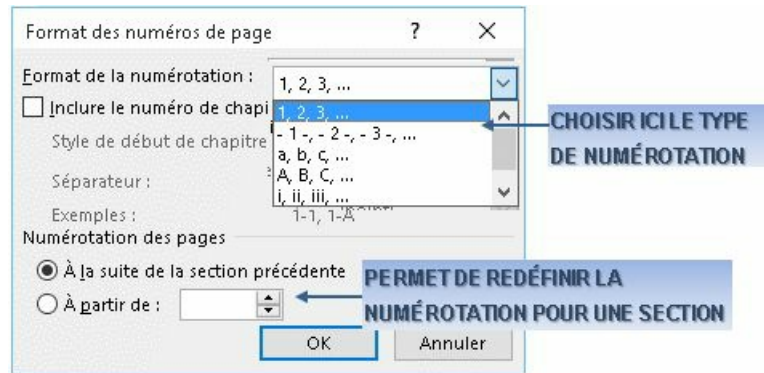 Format des numéros de page ? ×
Format de la numérotation : 1, 2, 3, ...
Inclure le numéro de chapi 1, 2, 3, ...
- 1 -, - 2 -, - 3 -, ...
Style de début de chapitre a, b, c, ...
A, B, C, ...
Séparateur : i, ii, iii, ...
Exemples : 1-1, 1-A
CHOISIR ICI LE TYPE
DE NUMÉROTATION
Numérotation des pages
À la suite de la section précédente
À partir de :
PERMET DE REDÉFINIR LA
NUMÉROTATION POUR UNE SECTION
OK Annuler